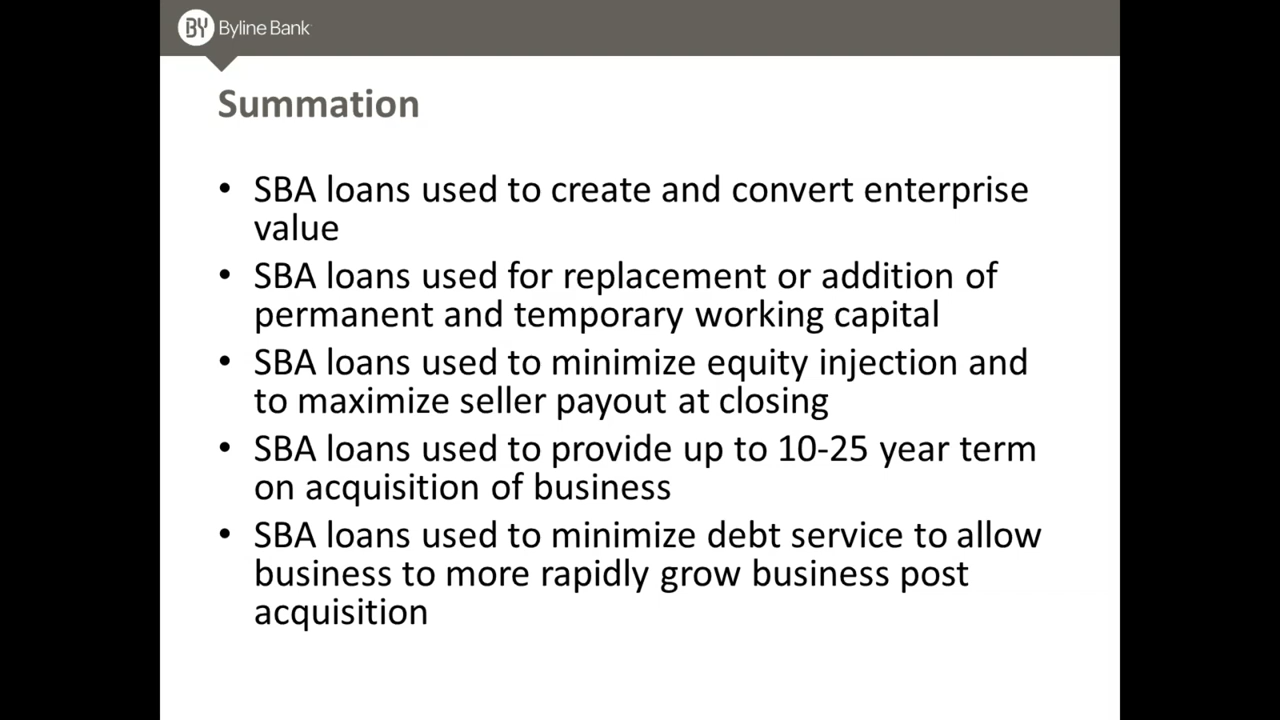 BY Byline Bank
Summation
• SBA loans used to create and convert enterprise
value
• SBA loans used for replacement or addition of
permanent and temporary working capital
• SBA loans used to minimize equity injection and
to maximize seller payout at closing
• SBA loans used to provide up to 10-25 year term
on acquisition of business
• SBA loans used to minimize debt service to allow
business to more rapidly grow business post
acquisition